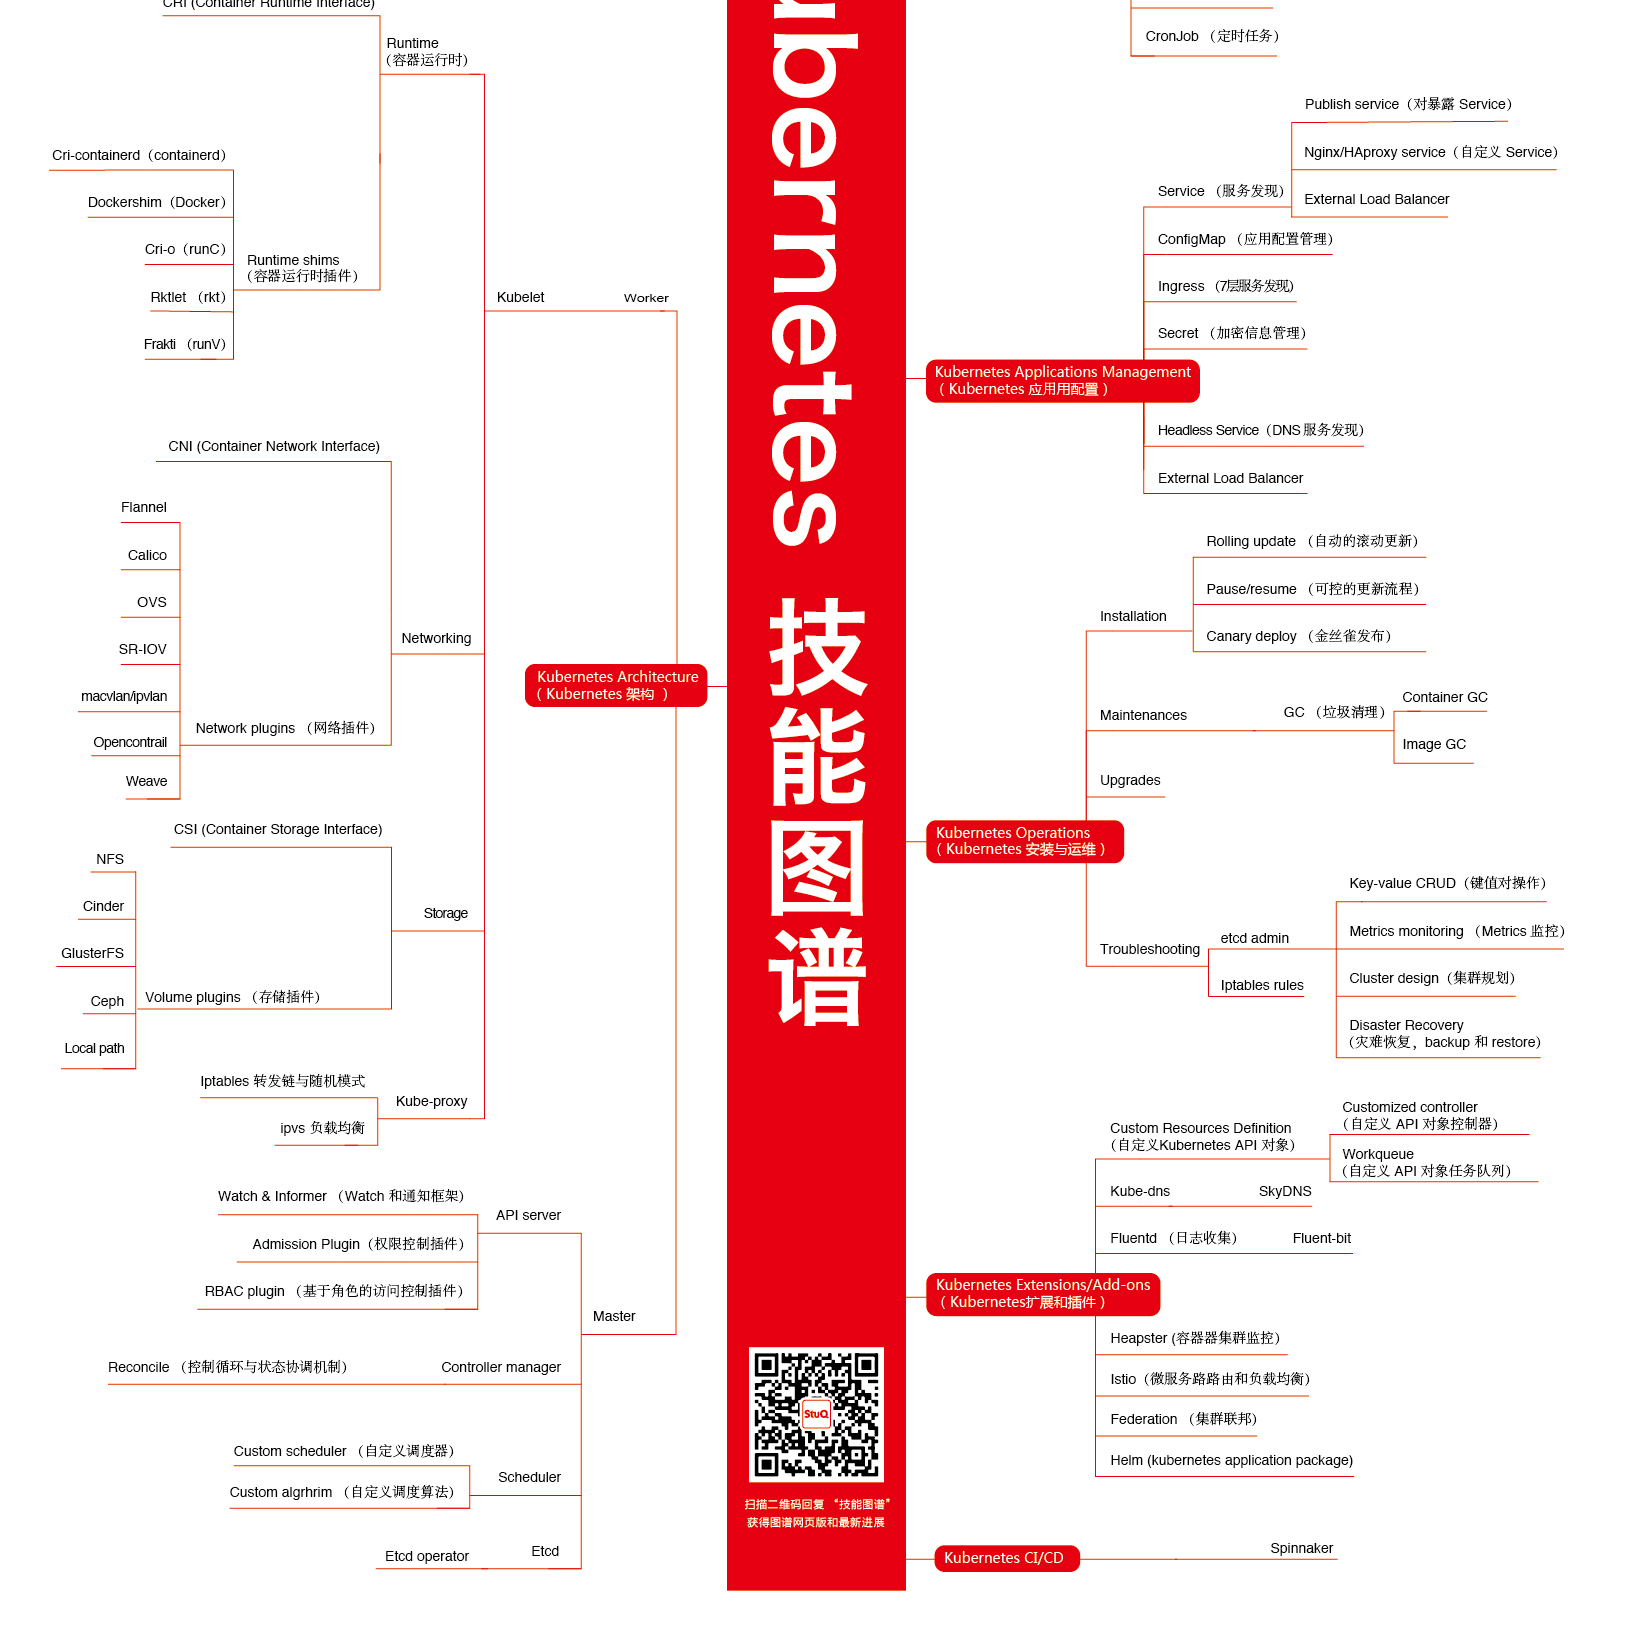 CRI (Container Runtime Interface)
Runtime
（容器运行时）
Cri-containerd（containerd）
Dockershim（Docker）
Cri-o（runC）
Rktlet （rkt）
Frakti （runV）
Runtime shims
（容器运行时插件）
Kubelet
Worker
CNI (Container Network Interface)
Flannel
Calico
OVS
SR-IOV
macvlan/ipvlan
Opencontrail
Weave
Network plugins （网络插件）
Networking
CSI (Container Storage Interface)
NFS
Cinder
GlusterFS
Ceph
Local path
Volume plugins （存储插件）
Storage
Iptables 转发链与随机模式
ipvs 负载均衡
Kube-proxy
Kubernetes Architecture
（ Kubernetes 架构 ）
Watch & Informer （Watch 和通知框架）
Admission Plugin（权限控制插件）
RBAC plugin （基于角色的访问控制插件）
API server
Master
Reconcile （控制循环与状态协调机制）
Controller manager
Custom scheduler （自定义调度器）
Custom algrhrim （自定义调度算法）
Scheduler
Etcd operator
Etcd
ubernetes 技能图谱
StuQ
扫描二维码回复 “技能图谱”
获得图谱网页版和最新进展
CronJob （定时任务）
Publish service（对暴露 Service）
Nginx/HAproxy service（自定义 Service）
External Load Balancer
Service （服务发现）
ConfigMap （应用配置管理）
Ingress （7层服务发现）
Secret （加密信息管理）
Kubernetes Applications Management
（ Kubernetes 应用用配置 ）
Headless Service（DNS 服务发现）
External Load Balancer
Rolling update （自动的滚动更新）
Pause/resume （可控的更新流程）
Canary deploy （金丝雀发布）
Installation
Maintenances
GC （垃圾清理）
Container GC
Image GC
Upgrades
Kubernetes Operations
（ Kubernetes 安装与运维 ）
Troubleshooting
etcd admin
Iptables rules
Key-value CRUD（键值对操作）
Metrics monitoring （Metrics 监控）
Cluster design（集群规划）
Disaster Recovery
（灾难恢复，backup 和 restore）
Custom Resources Definition
（自定义Kubernetes API 对象）
Customized controller
（自定义 API 对象控制器）
Workqueue
（自定义 API 对象任务队列）
Kube-dns
SkyDNS
Fluentd （日志收集）
Fluent-bit
Kubernetes Extensions/Add-ons
（ Kubernetes扩展和插件 ）
Heapster (容器器集群监控）
Istio（微服务路路由和负载均衡）
Federation （集群联邦）
Helm (kubernetes application package)
Kubernetes CI/CD
Spinnaker